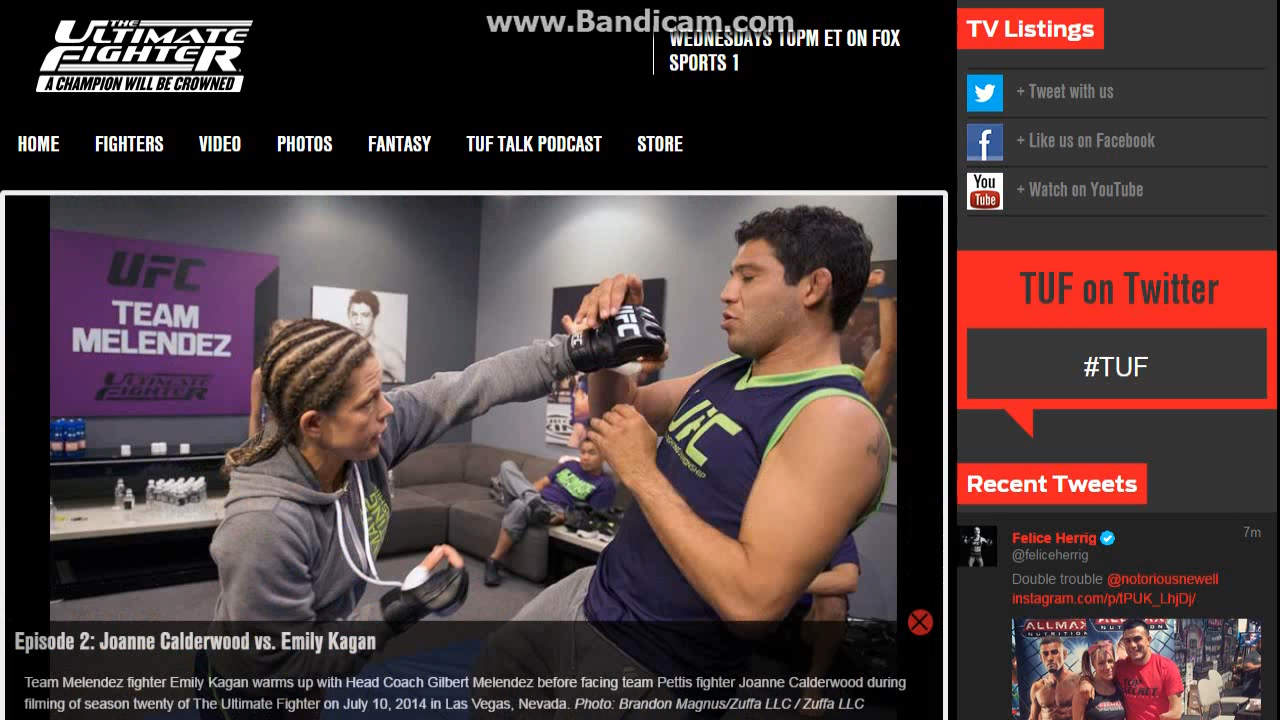 www.Bandicam.com
THE
ULTIMATE
FIGHTER
A CHAMPION WILL BE CROWNED
WEDNESDAYS 10PM ET ON FOX
SPORTS 1
HOME FIGHTERS VIDEO PHOTOS FANTASY TUF TALK PODCAST STORE
UFC
TEAM
MELENDEZ
THE
ULTIMATE
FIGHTER
UFC
UFC
Episode 2: Joanne Calderwood vs. Emily Kagan
Team Melendez fighter Emily Kagan warms up with Head Coach Gilbert Melendez before facing team Pettis fighter Joanne Calderwood during
filming of season twenty of The Ultimate Fighter on July 10, 2014 in Las Vegas, Nevada. Photo: Brandon Magnus/Zuffa LLC / Zuffa LLC
TV Listings
+ Tweet with us
+ Like us on Facebook
You
Tube
+ Watch on YouTube
TUF on Twitter
#TUF
Recent Tweets
Felice Herrig 7m
@feliceherrig
Double trouble @notoriousnewell
instagram.com/p/tPUK_LhjDj/
ALLMAX
NUTRITION